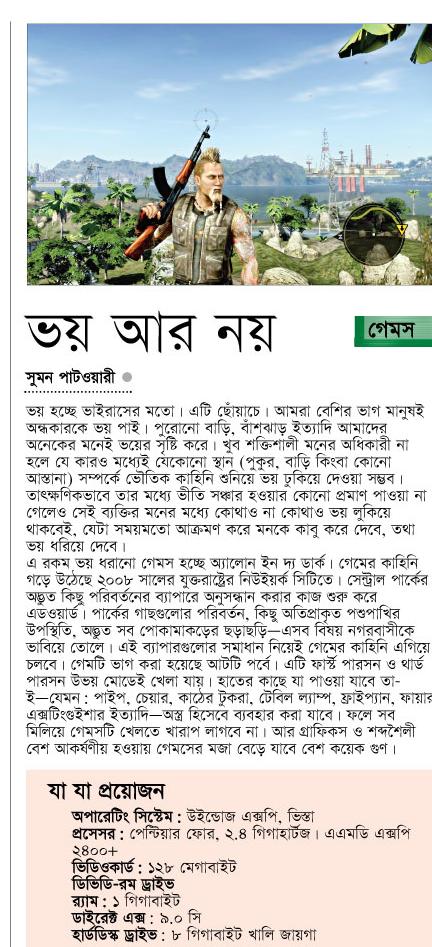 ভয় আর নয়
গেমস
সুমন পাটওয়ারী
ভয় হচ্ছে ভাইরাসের মতো। এটি ছোঁয়াচে। আমরা বেশির ভাগ মানুষই
অন্ধকারকে ভয় পাই। পুরোনো বাড়ি, বাঁশঝাড় ইত্যাদি আমাদের
অনেকের মনেই ভয়ের সৃষ্টি করে। খুব শক্তিশালী মনের অধিকারী না
হলে যে কারও মধ্যেই যেকোনো স্থান (পুকুর, বাড়ি কিংবা কোনো
আস্তানা) সম্পর্কে ভৌতিক কাহিনি শুনিয়ে ভয় ঢুকিয়ে দেওয়া সম্ভব।
তাৎক্ষণিকভাবে তার মধ্যে ভীতি সঞ্চার হওয়ার কোনো প্রমাণ পাওয়া না
গেলেও সেই ব্যক্তির মনের মধ্যে কোথাও না কোথাও ভয় লুকিয়ে
থাকবেই, যেটা সময়মতো আক্রমণ করে মনকে কাবু করে দেবে, তথা
ভয় ধরিয়ে দেবে।
এ রকম ভয় ধরানো গেমস হচ্ছে অ্যালোন ইন দ্য ডার্ক। গেমের কাহিনি
গড়ে উঠেছে ২০০৮ সালের যুক্তরাষ্ট্রের নিউইয়র্ক সিটিতে। সেন্ট্রাল পার্কের
অদ্ভুত কিছু পরিবর্তনের ব্যাপারে অনুসন্ধান করার কাজ শুরু করে
এডওয়ার্ড। পার্কের গাছগুলোর পরিবর্তন, কিছু অতিপ্রাকৃত পশুপাখির
উপস্থিতি, অদ্ভুত সব পোকামাকড়ের ছড়াছড়ি—এসব বিষয় নগরবাসীকে
ভাবিয়ে তোলে। এই ব্যাপারগুলোর সমাধান নিয়েই গেমের কাহিনি এগিয়ে
চলবে। গেমটি ভাগ করা হয়েছে আটটি পর্বে। এটি ফার্স্ট পারসন ও থার্ড
পারসন উভয় মোডেই খেলা যায়। হাতের কাছে যা পাওয়া যাবে তা-
ই—যেমন : পাইপ, চেয়ার, কাঠের টুকরা, টেবিল ল্যাম্প, ফ্রাইপ্যান, ফায়ার
এক্সটিংগুইশার ইত্যাদি—অস্ত্র হিসেবে ব্যবহার করা যাবে। ফলে সব
মিলিয়ে গেমসটি খেলতে খারাপ লাগবে না। আর গ্রাফিকস ও শব্দশৈলী
বেশ আকর্ষণীয় হওয়ায় গেমসের মজা বেড়ে যাবে বেশ কয়েক গুণ।
যা যা প্রয়োজন
অপারেটিং সিস্টেম : উইন্ডোজ এক্সপি, ভিস্তা
প্রসেসর : পেন্টিয়ার ফোর, ২.৪ গিগাহার্টজ। এএমডি এক্সপি
২৪০০+
ভিডিওকার্ড : ১২৮ মেগাবাইট
ডিভিডি-রম ড্রাইভ
র‍্যাম : ১ গিগাবাইট
ডাইরেক্ট এক্স : ৯.০ সি
হার্ডডিস্ক ড্রাইভ : ৮ গিগাবাইট খালি জায়গা